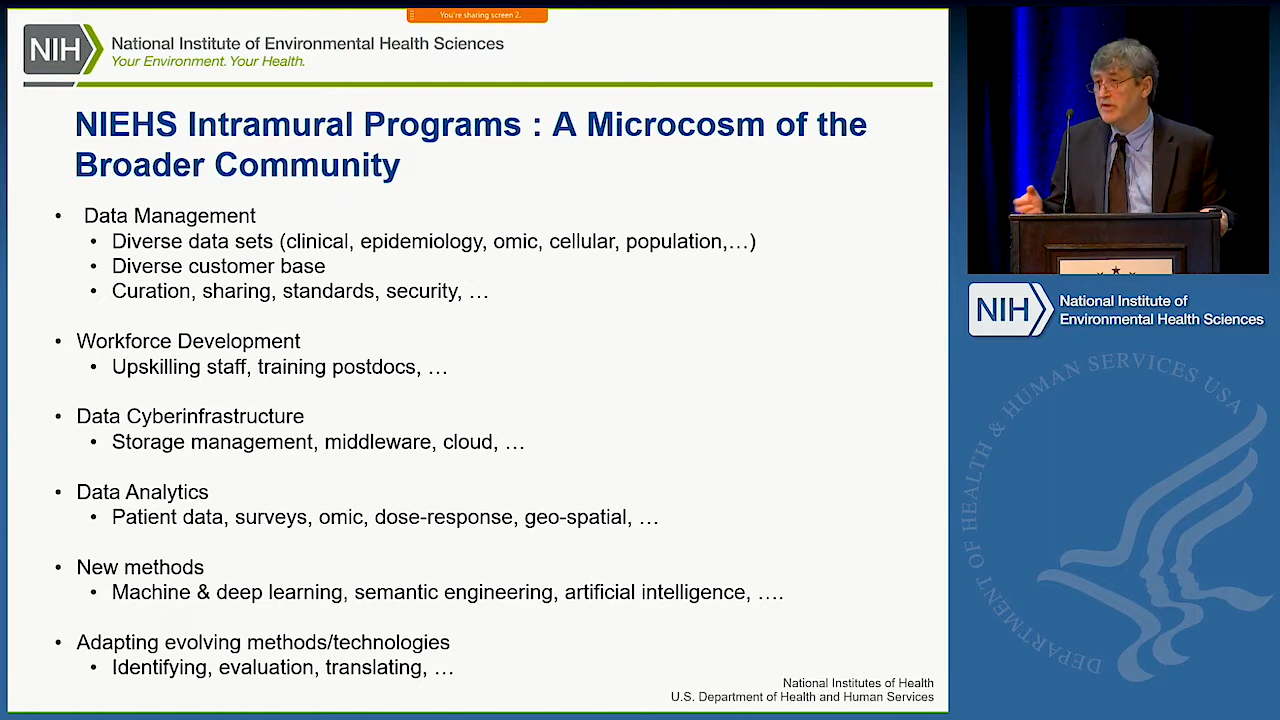 You're sharing screen 2.
NIH
National Institute of Environmental Health Sciences
Your Environment. Your Health.
NIEHS Intramural Programs : A Microcosm of the
Broader Community
• Data Management
• Diverse data sets (clinical, epidemiology, omic, cellular, population,…)
• Diverse customer base
• Curation, sharing, standards, security, …
• Workforce Development
• Upskilling staff, training postdocs, …
• Data Cyberinfrastructure
• Storage management, middleware, cloud, …
• Data Analytics
• Patient data, surveys, omic, dose-response, geo-spatial, …
• New methods
• Machine & deep learning, semantic engineering, artificial intelligence, ….
• Adapting evolving methods/technologies
• Identifying, evaluation, translating, …
National Institutes of Health
U.S. Department of Health and Human Services
NIH
National Institute of
Environmental Health Sciences
DEPARTMENT OF HEALTH & HUMAN SERVICES USA